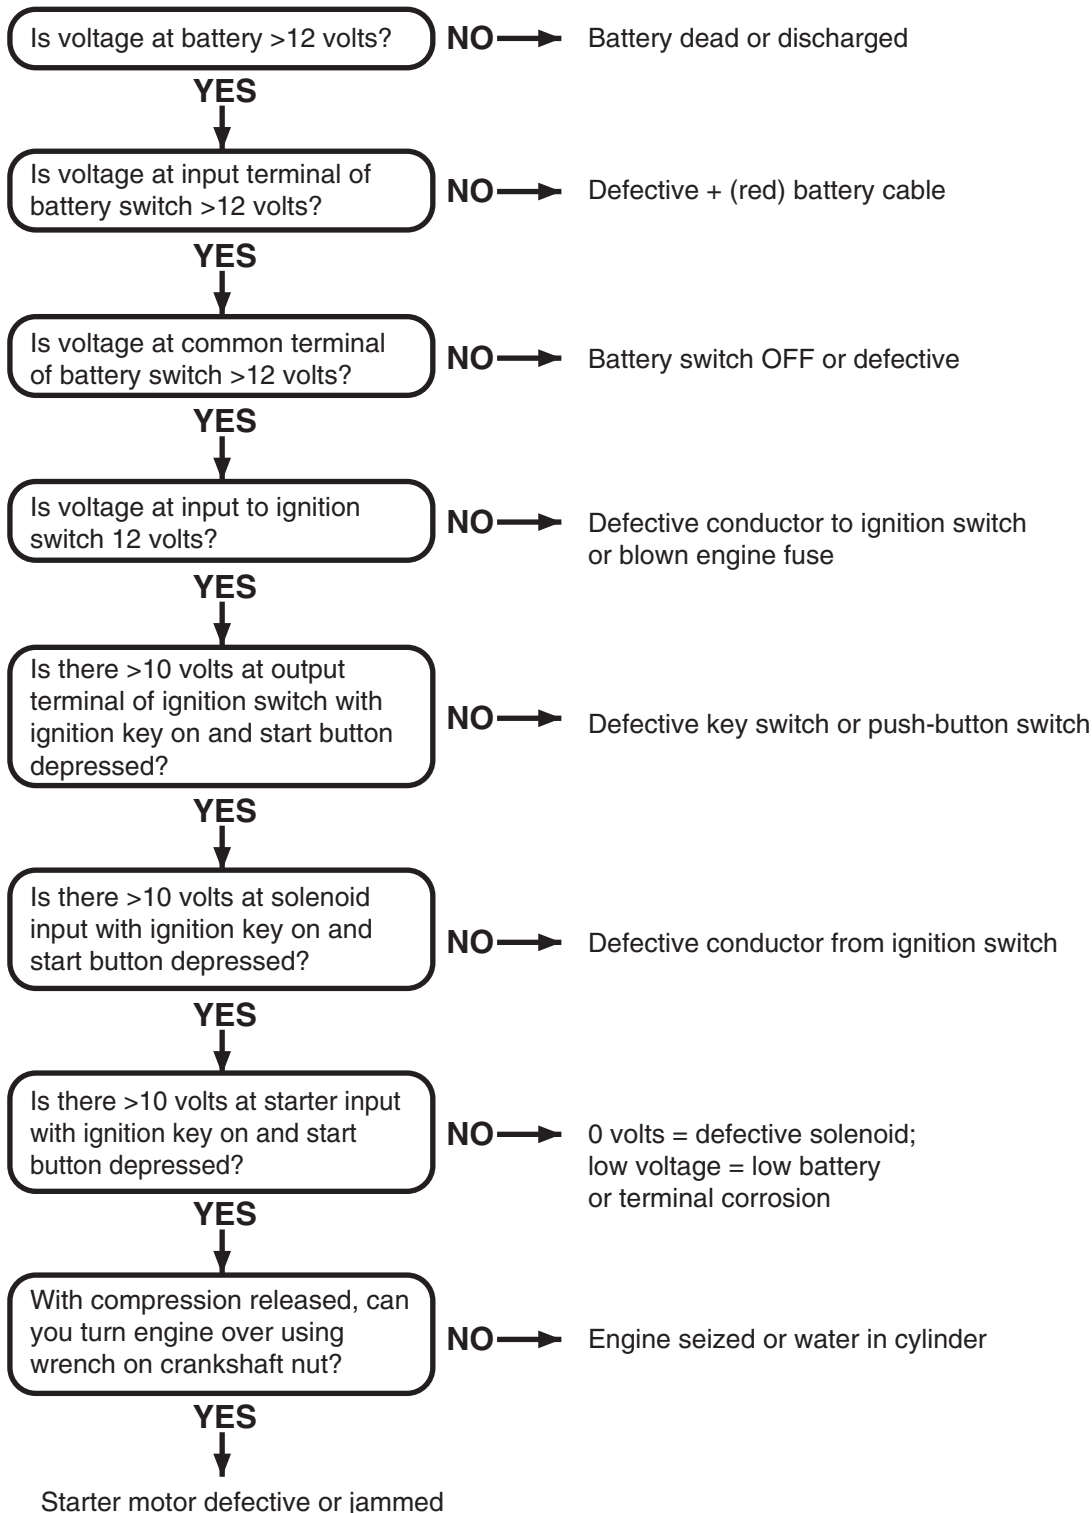 Is voltage at battery >12 volts?
NO
Battery dead or discharged
YES
Is voltage at input terminal of
battery switch >12 volts?
NO
Defective + (red) battery cable
YES
Is voltage at common terminal
of battery switch >12 volts?
NO
Battery switch OFF or defective
YES
Is voltage at input to ignition
switch 12 volts?
NO
Defective conductor to ignition switch
or blown engine fuse
YES
Is there >10 volts at output
terminal of ignition switch with
ignition key on and start button
depressed?
NO
Defective key switch or push-button switch
YES
Is there >10 volts at solenoid
input with ignition key on and
start button depressed?
NO
Defective conductor from ignition switch
YES
Is there >10 volts at starter input
with ignition key on and start
button depressed?
NO
0 volts = defective solenoid;
low voltage = low battery
or terminal corrosion
YES
With compression released, can
you turn engine over using
wrench on crankshaft nut?
NO
Engine seized or water in cylinder
YES
Starter motor defective or jammed